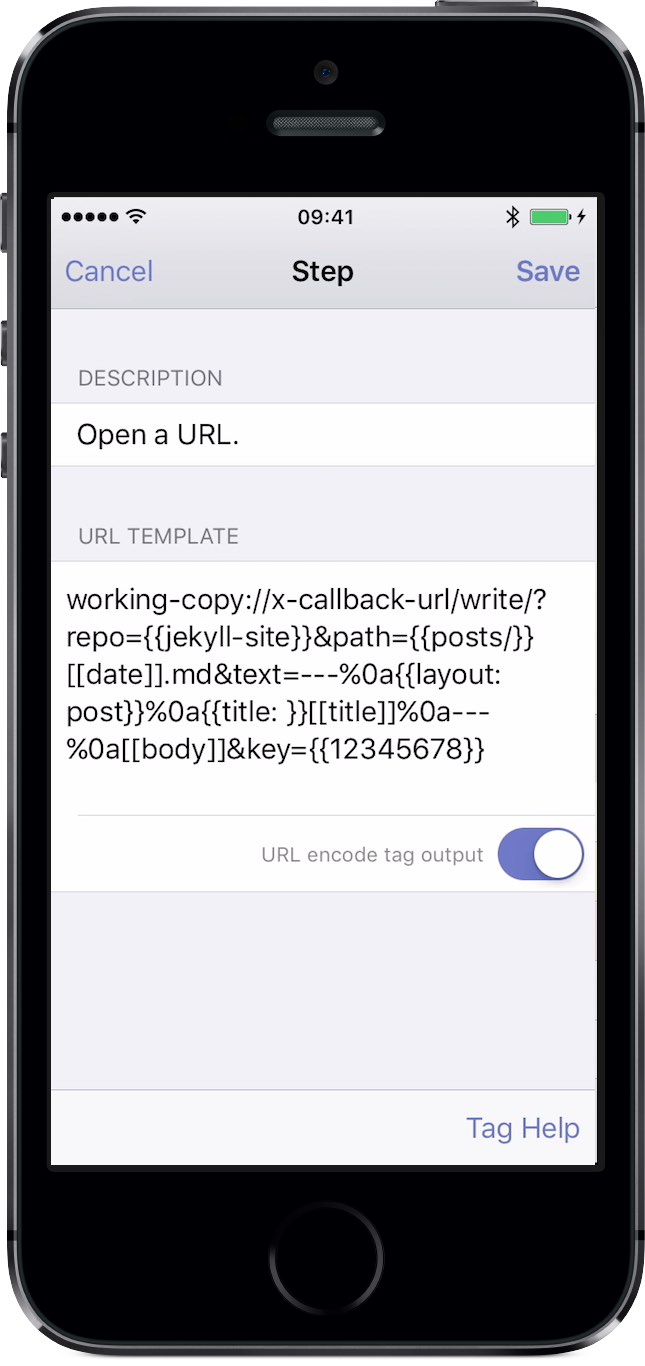 09:41
Cancel Step Save
DESCRIPTION
Open a URL.
URL TEMPLATE
working-copy://x-callback-url/write/?
repo={{jekyll-site}}&path={{posts/}}
[[date]].md&text=---%0a{{layout:
post}}%0a{{title: }}[[title]]%0a---
%0a[[body]]&key={{12345678}}
URL encode tag output
Tag Help